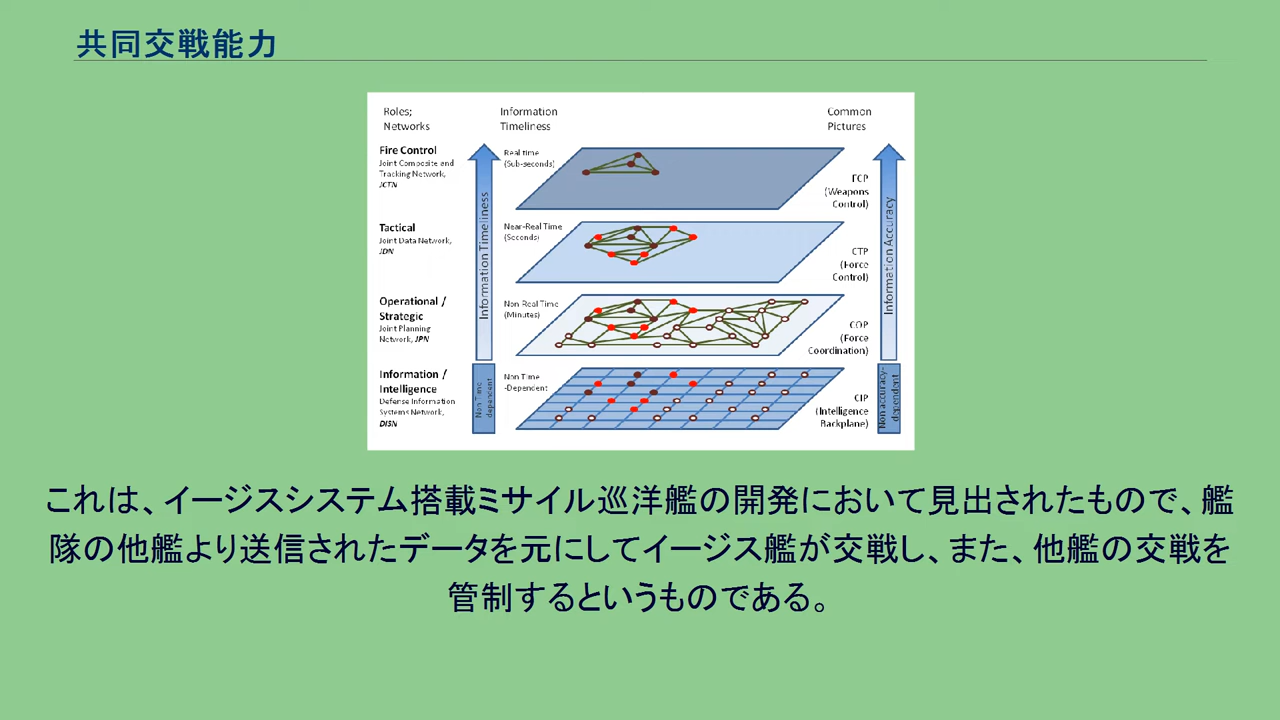 共同交戦能力
Roles;
Networks
Information
Timeliness
Common
Pictures
Fire Control
Joint Composite and
Tracking Network,
JCTN
Real time
(Sub-seconds)
FCP
(Weapons
Control)
Tactical
Joint Data Network,
JDN
Near-Real Time
(Seconds)
CTP
(Force
Control)
Operational /
Strategic
Joint Planning
Network, JPN
Non Real Time
(Minutes)
COP
(Force
Coordination)
Information /
Intelligence
Defense Information
Systems Network,
DISN
Non Time
-Dependent
CIP
(Intelligence
Backplane)
Information Timeliness
Non Time
dependent
Information Accuracy
Non accuracy-
dependent
これは、イージスシステム搭載ミサイル巡洋艦の開発において見出されたもので、艦
隊の他艦より送信されたデータを元にしてイージス艦が交戦し、また、他艦の交戦を
管制するというものである。